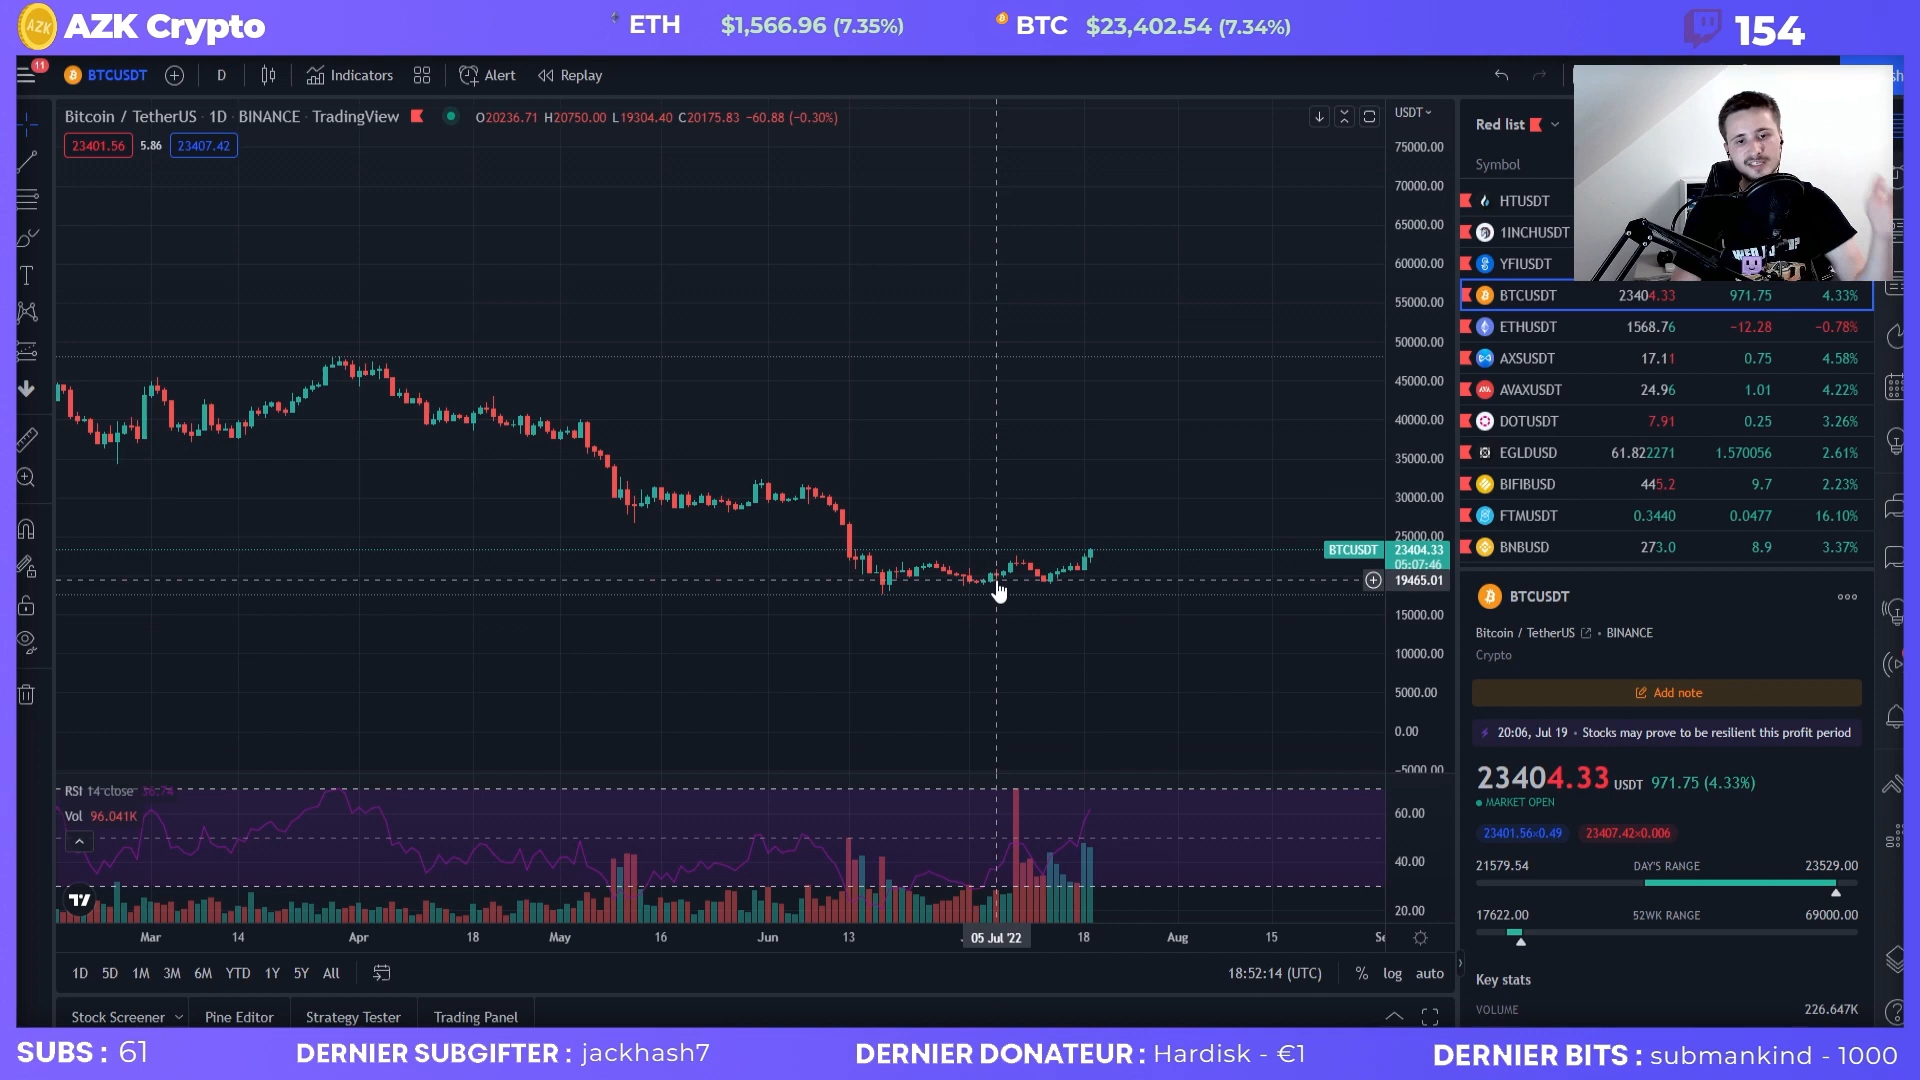 AZK
AZK Crypto
ETH $1,566.96 (7.35%)
BTC $23,402.54 (7.34%)
154
11
BTCUSDT
D
Indicators
Alert
Replay
Bitcoin / TetherUS · 1D · BINANCE · TradingView
O20236.71 H20750.00 L19304.40 C20175.83 −60.88 (−0.30%)
23401.56 5.86 23407.42
USDT
75000.00
70000.00
65000.00
60000.00
55000.00
50000.00
45000.00
40000.00
35000.00
30000.00
25000.00
BTCUSDT 23404.33
05:07:46
19465.01
15000.00
10000.00
5000.00
0.00
−5000.00
RSI 14 close 36.74
Vol 96.041K
60.00
40.00
20.00
Mar 14 Apr 18 May 16 Jun 13 05 Jul '22 18 Aug 15
1D 5D 1M 3M 6M YTD 1Y 5Y All
18:52:14 (UTC) % log auto
Stock Screener Pine Editor Strategy Tester Trading Panel
Red list
Symbol
HTUSDT
1INCHUSDT
YFIUSDT
BTCUSDT 23404.33 971.75 4.33%
ETHUSDT 1568.76 −12.28 −0.78%
AXSUSDT 17.11 0.75 4.58%
AVAXUSDT 24.96 1.01 4.22%
DOTUSDT 7.91 0.25 3.26%
EGLDUSD 61.822271 1.570056 2.61%
BIFIBUSD 445.2 9.7 2.23%
FTMUSDT 0.3440 0.0477 16.10%
BNBUSD 273.0 8.9 3.37%
BTCUSDT
Bitcoin / TetherUS • BINANCE
Crypto
Add note
20:06, Jul 19 • Stocks may prove to be resilient this profit period
23404.33 USDT 971.75 (4.33%)
MARKET OPEN
23401.56×0.49 23407.42×0.006
21579.54 DAY'S RANGE 23529.00
17622.00 52WK RANGE 69000.00
Key stats
VOLUME 226.647K
SUBS : 61
DERNIER SUBGIFTER : jackhash7
DERNIER DONATEUR : Hardisk - €1
DERNIER BITS : submankind - 1000